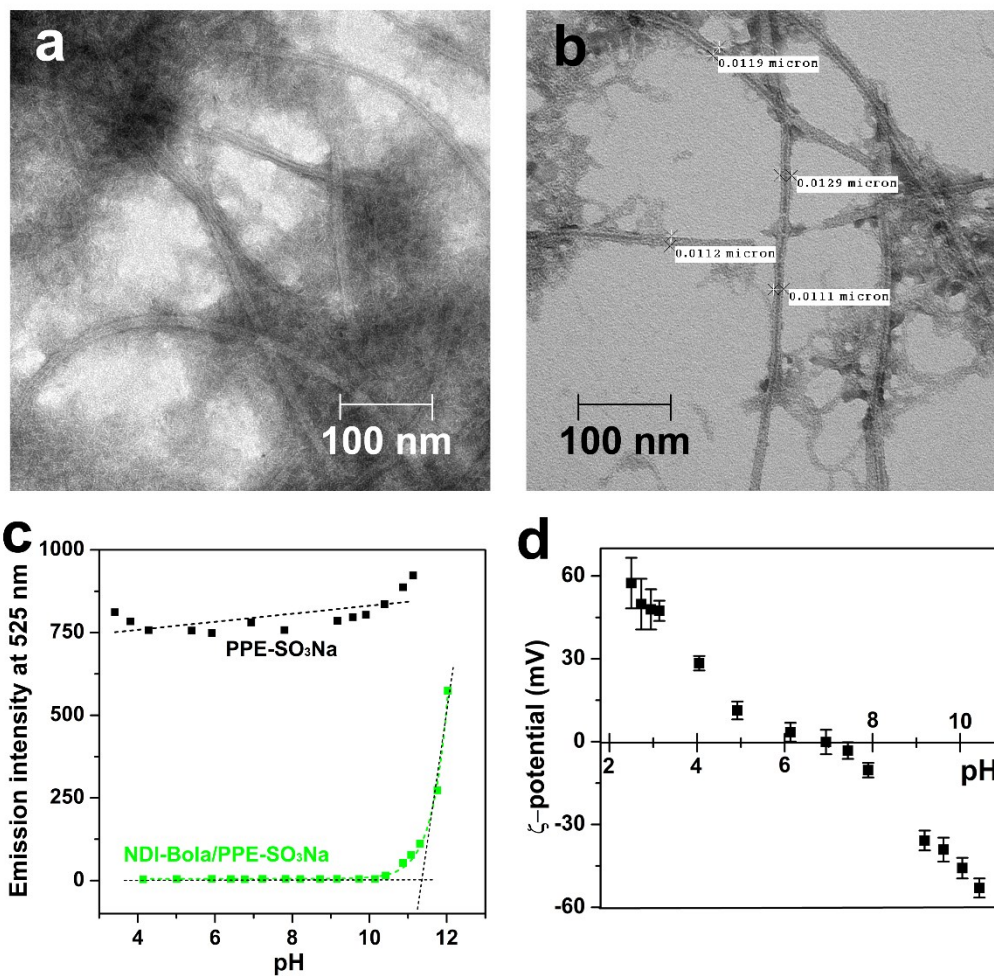 a
100 nm
b
0.0119 micron
0.0129 micron
0.0112 micron
0.0111 micron
100 nm
c
Emission intensity at 525 nm
1000
750
500
250
0
PPE-SO₃Na
NDI-Bola/PPE-SO₃Na
4 6 8 10 12
pH
d
ζ-potential (mV)
60
30
0
-30
-60
2 4 6 8 10
pH